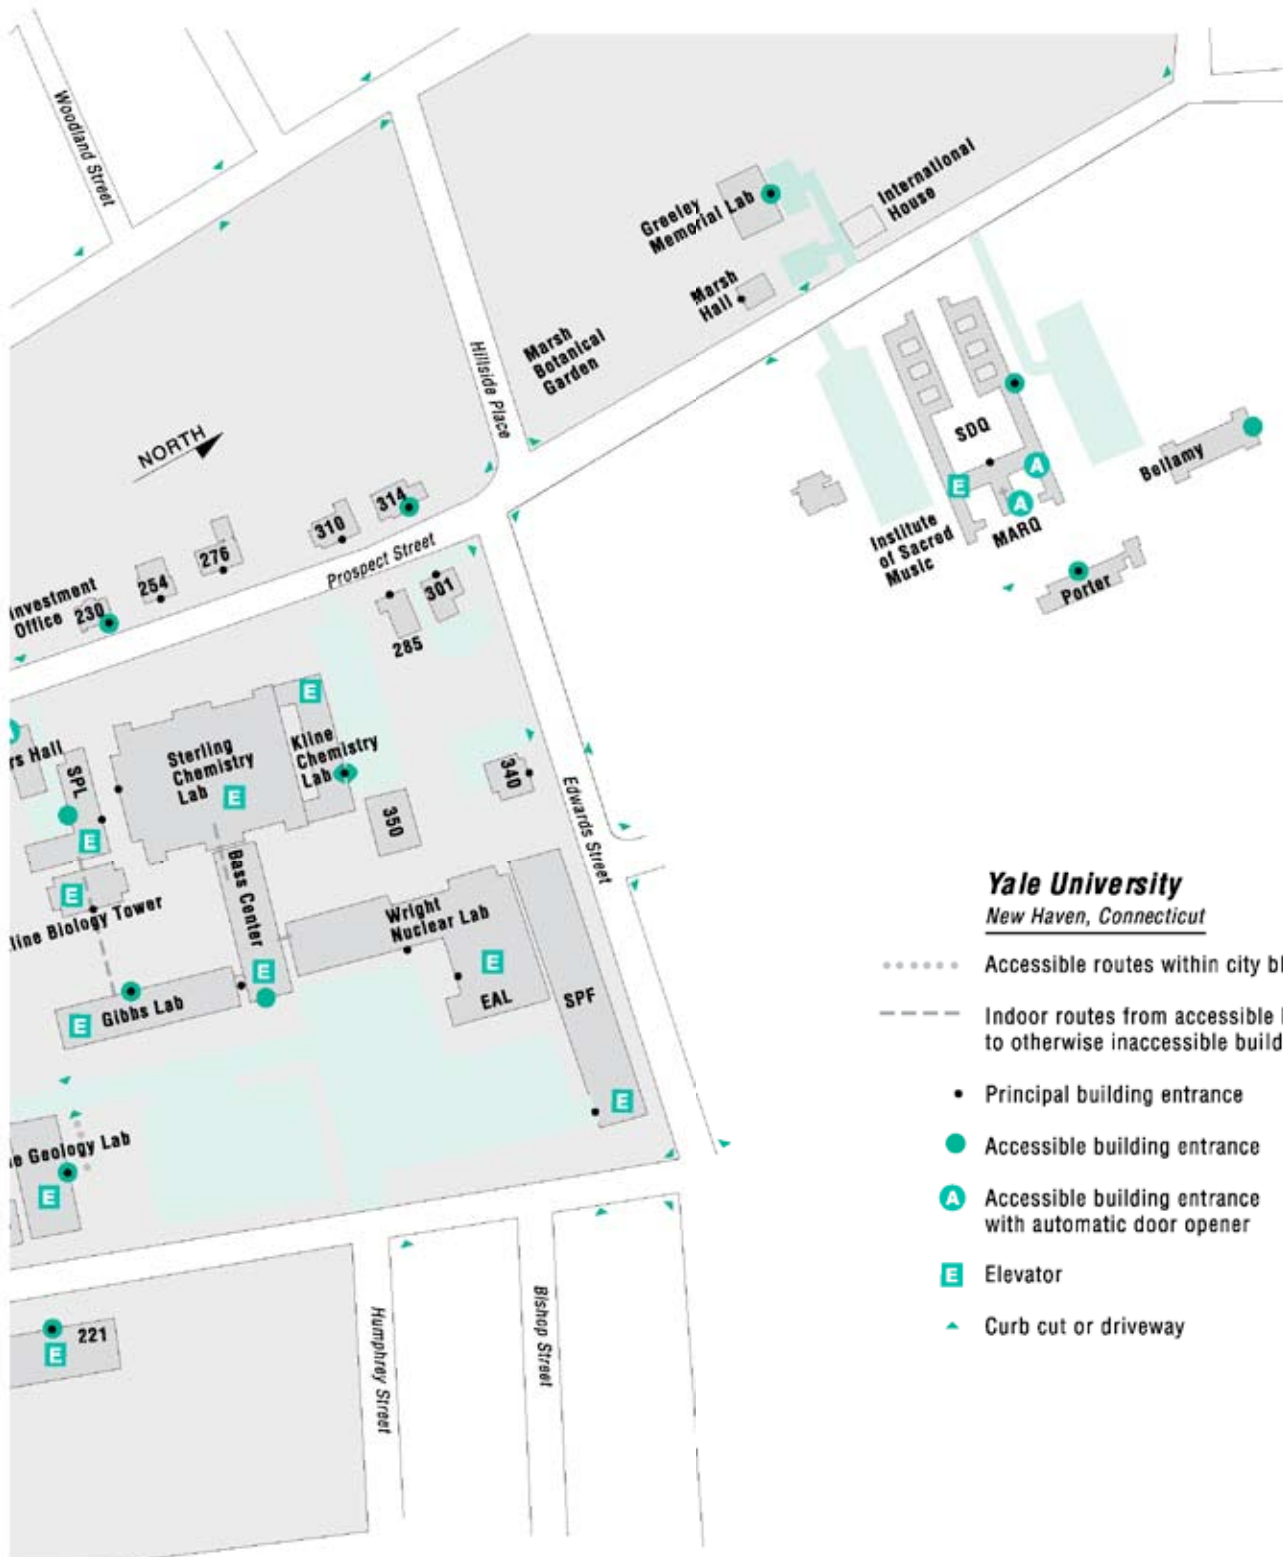 Woodland Street
Greeley
Memorial Lab
International
House
Marsh
Hall
Marsh
Botanical
Garden
Hillside Place
NORTH
SDQ
Bellamy
A
E
A
MARQ
Institute
of Sacred
Music
Porter
314
310
276
254
Investment
Office
230
Prospect Street
301
285
E
Sterling
Chemistry
Lab
E
Kline
Chemistry
Lab
rs Hall
SPL
E
350
340
Edwards Street
E
line Biology Tower
Bass Center
E
Wright
Nuclear Lab
E
EAL
SPF
E
Gibbs Lab
E
e Geology Lab
E
221
E
Humphrey Street
Bishop Street
Yale University
New Haven, Connecticut
Accessible routes within city bl
Indoor routes from accessible
to otherwise inaccessible build
Principal building entrance
Accessible building entrance
A
Accessible building entrance
with automatic door opener
E
Elevator
Curb cut or driveway